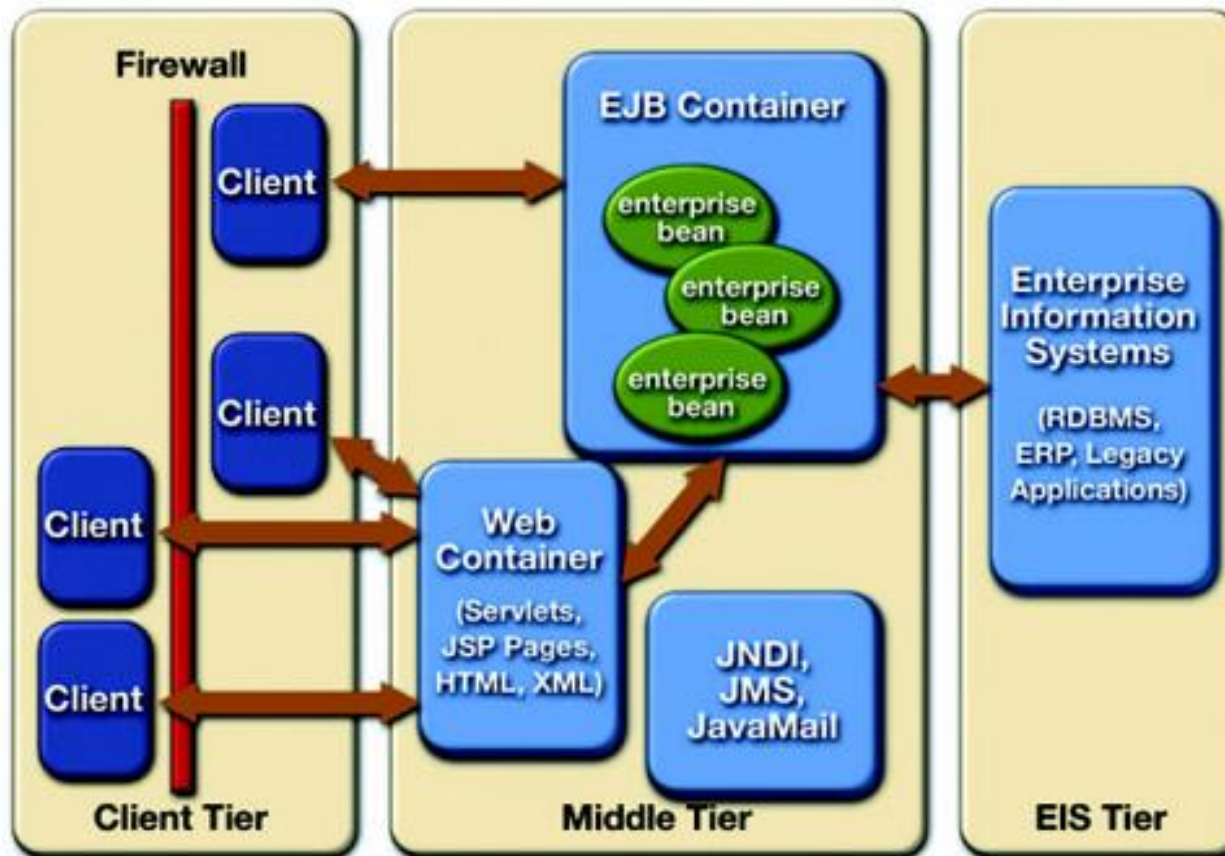 Firewall
Client
Client
Client
Client
Client Tier
EJB Container
enterprise
bean
enterprise
bean
enterprise
bean
Web
Container
(Servlets,
JSP Pages,
HTML, XML)
JNDI,
JMS,
JavaMail
Middle Tier
Enterprise
Information
Systems
(RDBMS,
ERP, Legacy
Applications)
EIS Tier